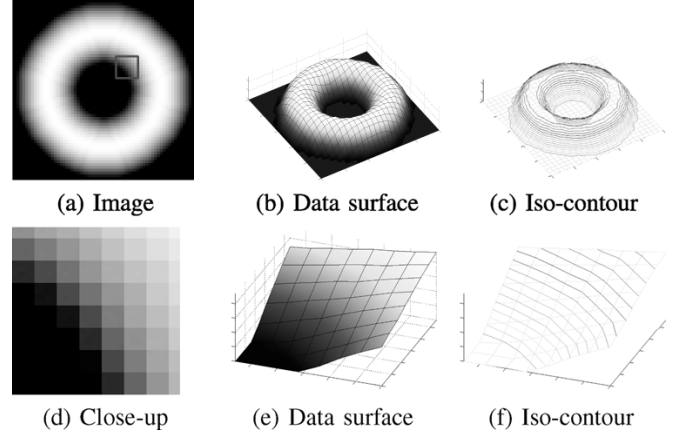 (a) Image (b) Data surface (c) Iso-contour
(d) Close-up (e) Data surface (f) Iso-contour